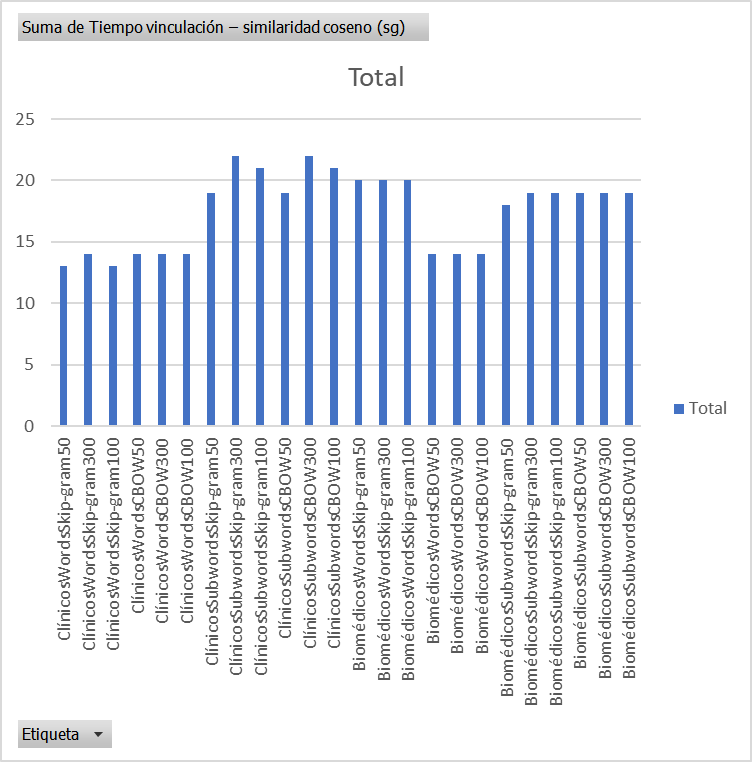 Suma de Tiempo vinculación – similaridad coseno (sg)
Total
25
20
15
10
5
0
Total
ClínicosWordsSkip-gram50
ClínicosWordsSkip-gram300
ClínicosWordsSkip-gram100
ClínicosWordsCBOW50
ClínicosWordsCBOW300
ClínicosWordsCBOW100
ClínicosSubwordsSkip-gram50
ClínicosSubwordsSkip-gram300
ClínicosSubwordsSkip-gram100
ClínicosSubwordsCBOW50
ClínicosSubwordsCBOW300
ClínicosSubwordsCBOW100
BiomédicosWordsSkip-gram50
BiomédicosWordsSkip-gram300
BiomédicosWordsSkip-gram100
BiomédicosWordsCBOW50
BiomédicosWordsCBOW300
BiomédicosWordsCBOW100
BiomédicosSubwordsSkip-gram50
BiomédicosSubwordsSkip-gram300
BiomédicosSubwordsSkip-gram100
BiomédicosSubwordsCBOW50
BiomédicosSubwordsCBOW300
BiomédicosSubwordsCBOW100
Etiqueta